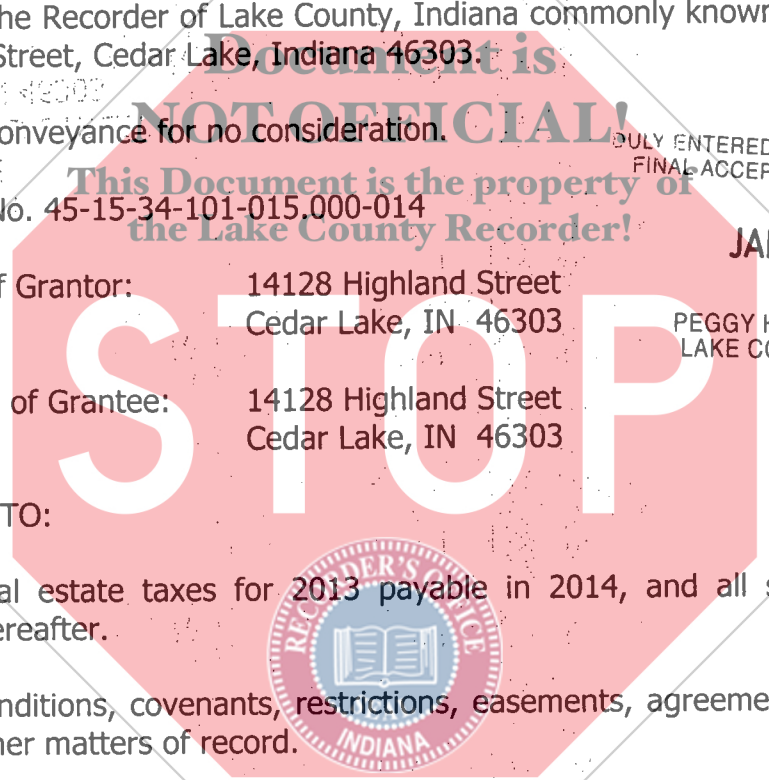 he Recorder of Lake County, Indiana commonly known
Street, Cedar Lake, Indiana 46303.
Document is
NOT OFFICIAL!
This Document is the property of
the Lake County Recorder!
onveyance for no consideration.
DULY ENTERED
FINAL ACCEP
No. 45-15-34-101-015.000-014
JA
f Grantor: 14128 Highland Street
Cedar Lake, IN 46303
PEGGY H
LAKE CO
of Grantee: 14128 Highland Street
Cedar Lake, IN 46303
STOP
TO:
al estate taxes for 2013 payable in 2014, and all s
ereafter.
nditions, covenants, restrictions, easements, agreeme
her matters of record.
RECORDER'S OFFICE
INDIANA